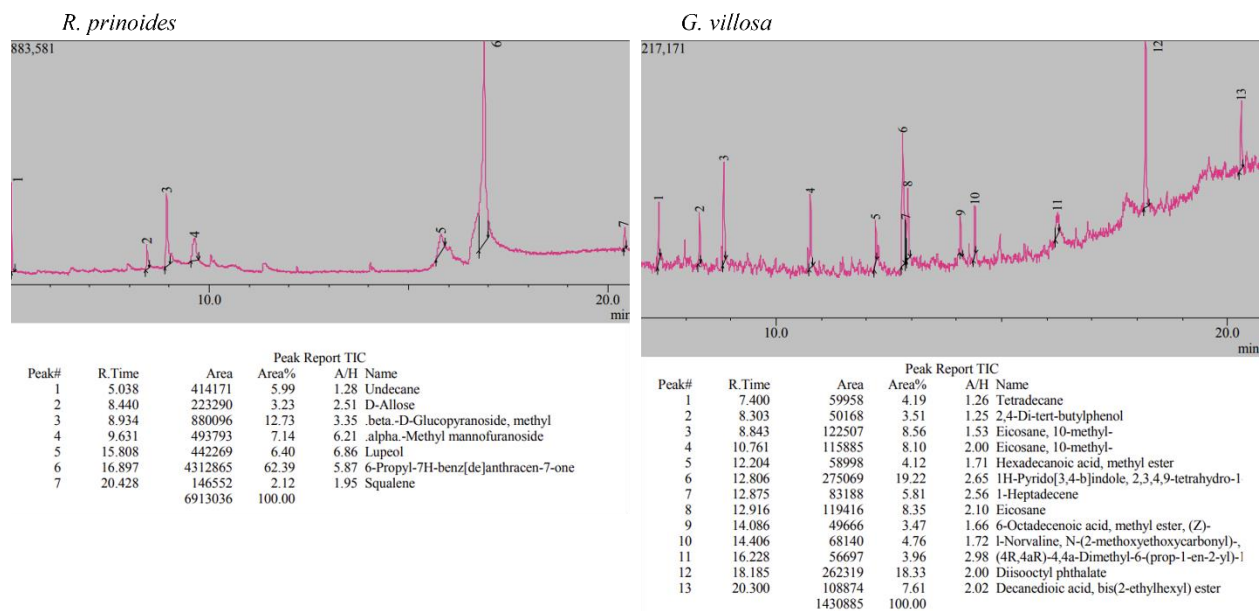 R. prinoides
883,581
1
2
3
4
5
6
7
10.0
20.0
min
Peak Report TIC
Peak# R.Time Area Area% A/H Name
1 5.038 414171 5.99 1.28 Undecane
2 8.440 223290 3.23 2.51 D-Allose
3 8.934 880096 12.73 3.35 .beta.-D-Glucopyranoside, methyl
4 9.631 493793 7.14 6.21 .alpha.-Methyl mannofuranoside
5 15.808 442269 6.40 6.86 Lupeol
6 16.897 4312865 62.39 5.87 6-Propyl-7H-benz[de]anthracen-7-one
7 20.428 146552 2.12 1.95 Squalene
6913036 100.00
G. villosa
217,171
1
2
3
4
5
6
7
8
9
10
11
12
13
10.0
20.0
min
Peak Report TIC
Peak# R.Time Area Area% A/H Name
1 7.400 59958 4.19 1.26 Tetradecane
2 8.303 50168 3.51 1.25 2,4-Di-tert-butylphenol
3 8.843 122507 8.56 1.53 Eicosane, 10-methyl-
4 10.761 115885 8.10 2.00 Eicosane, 10-methyl-
5 12.204 58998 4.12 1.71 Hexadecanoic acid, methyl ester
6 12.806 275069 19.22 2.65 1H-Pyrido[3,4-b]indole, 2,3,4,9-tetrahydro-1
7 12.875 83188 5.81 2.56 1-Heptadecene
8 12.916 119416 8.35 2.10 Eicosane
9 14.086 49666 3.47 1.66 6-Octadecenoic acid, methyl ester, (Z)-
10 14.406 68140 4.76 1.72 l-Norvaline, N-(2-methoxyethoxycarbonyl)-,
11 16.228 56697 3.96 2.98 (4R,4aR)-4,4a-Dimethyl-6-(prop-1-en-2-yl)-1
12 18.185 262319 18.33 2.00 Diisooctyl phthalate
13 20.300 108874 7.61 2.02 Decanedioic acid, bis(2-ethylhexyl) ester
1430885 100.00